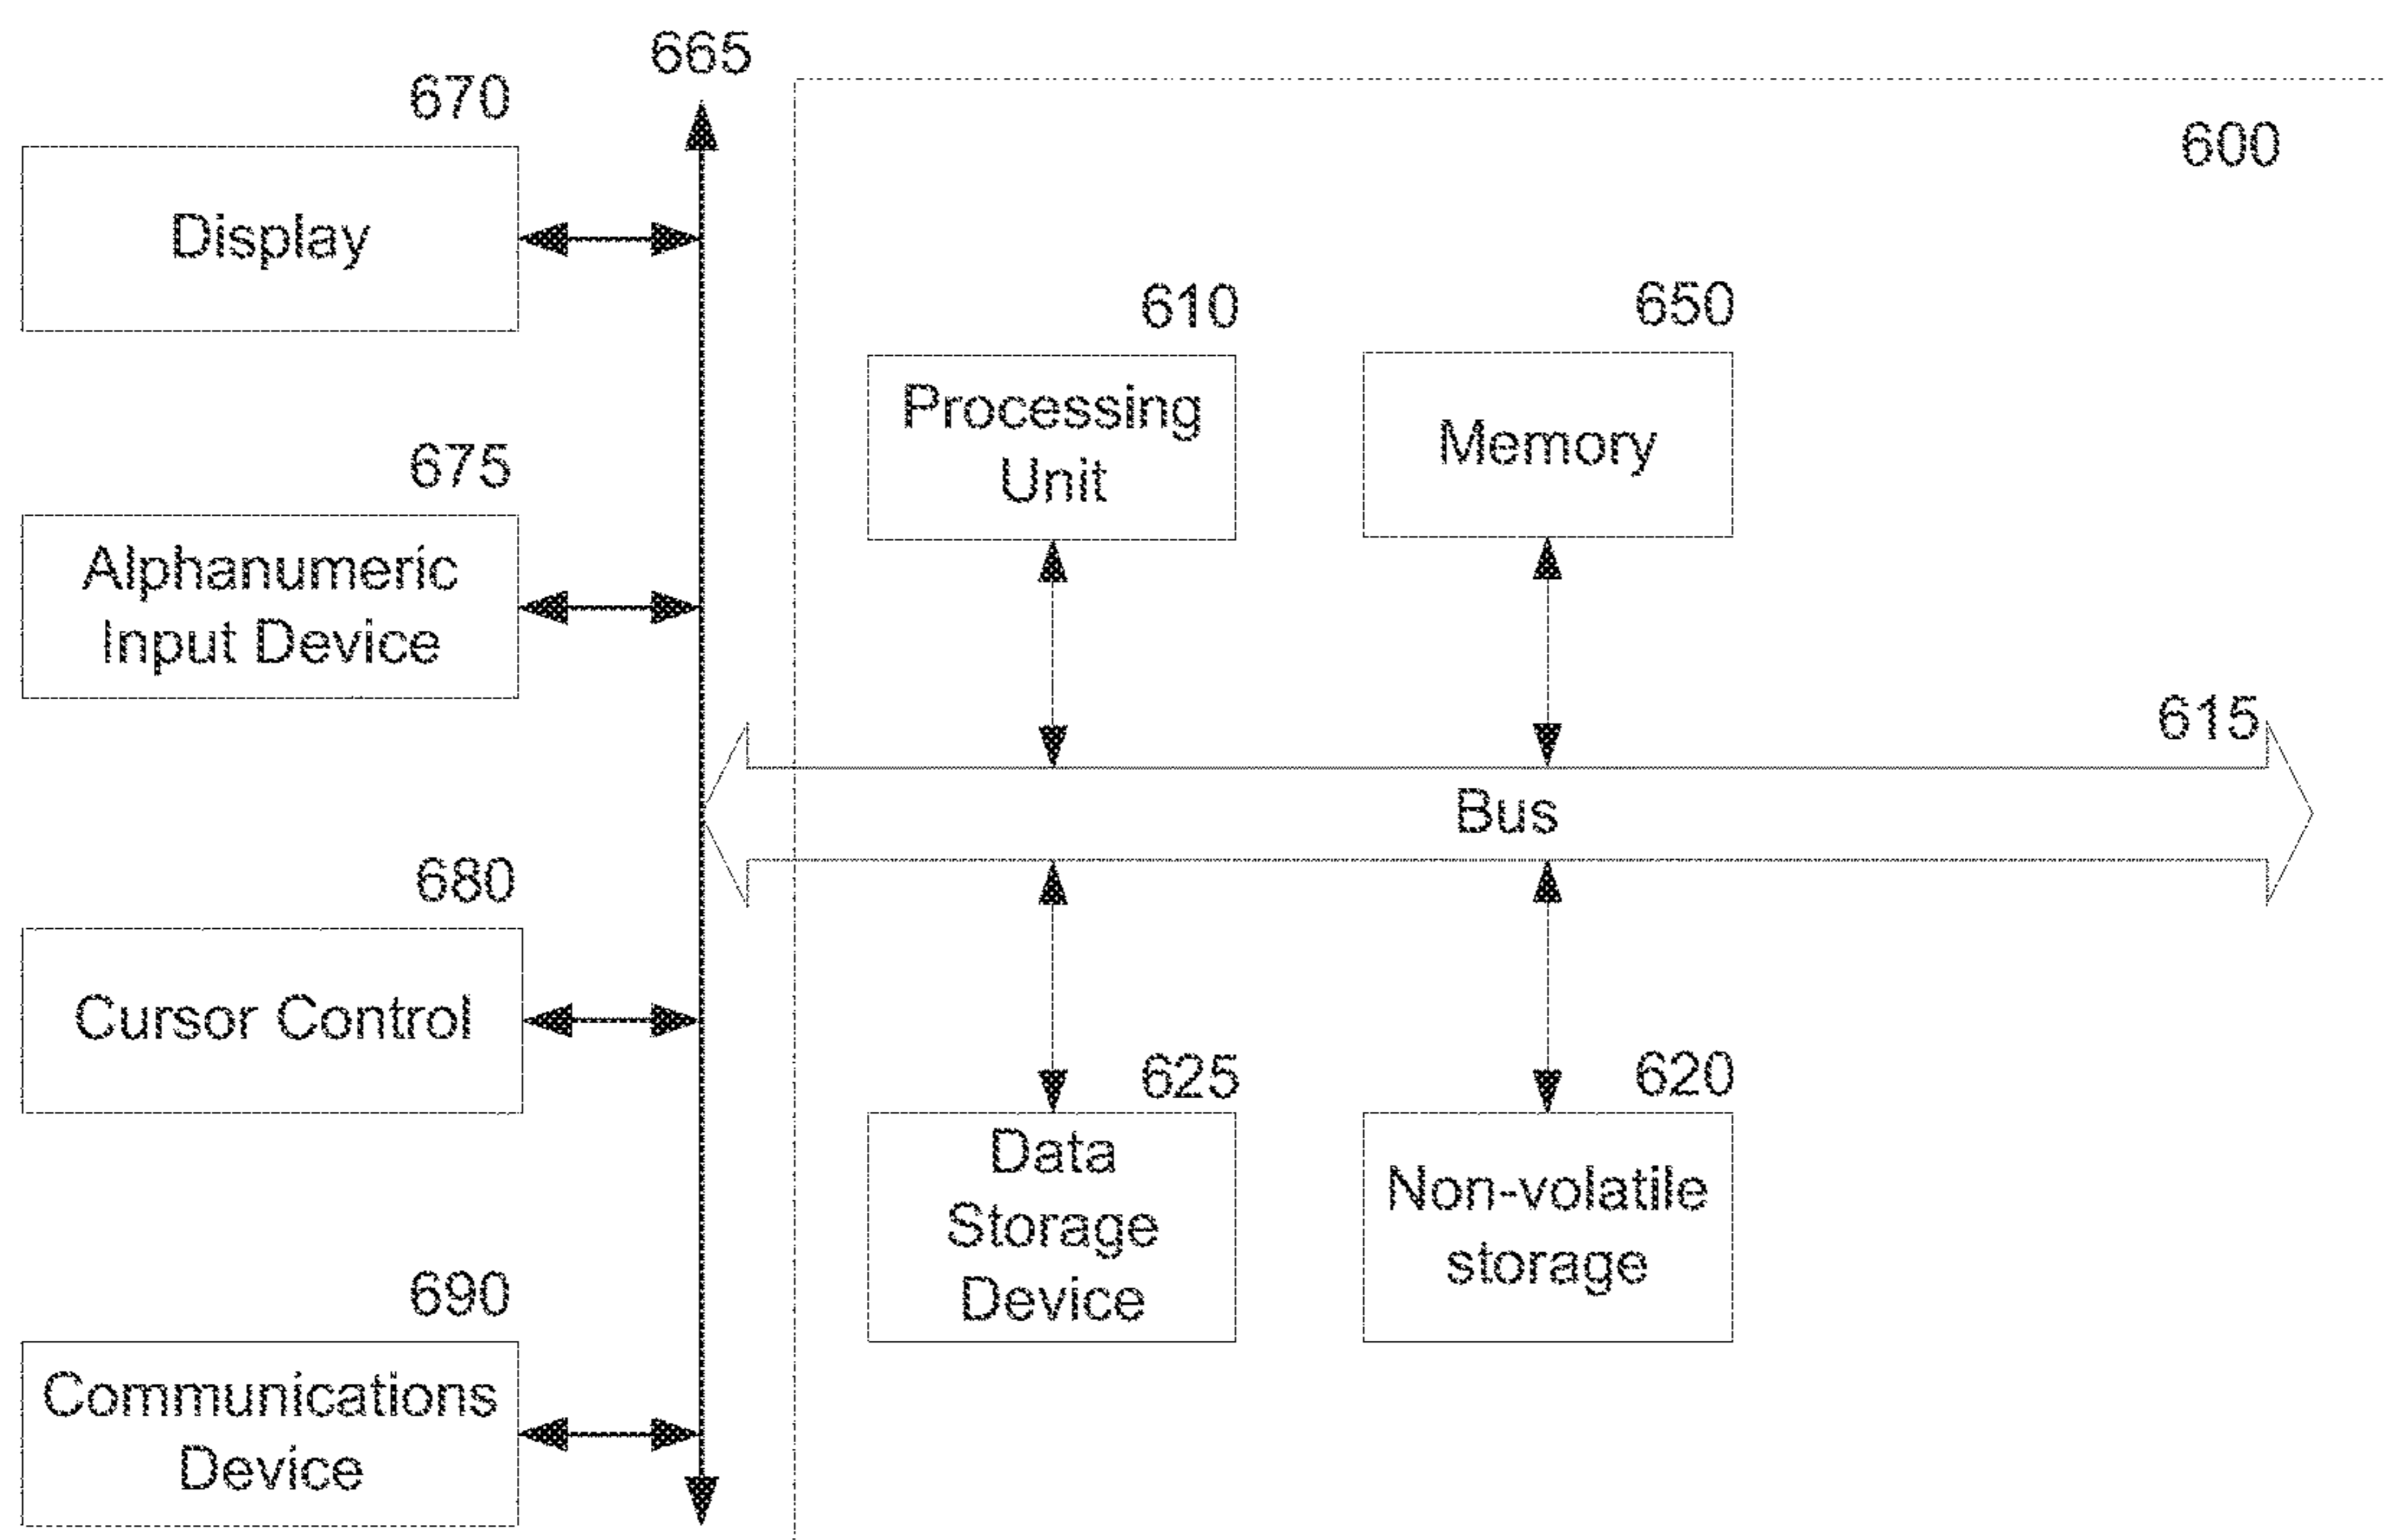 665
670
600
Display
610
650
Processing
Unit
Memory
675
Alphanumeric
Input Device
615
Bus
680
Cursor Control
625
620
Data
Storage
Device
Non-volatile
storage
690
Communications
Device